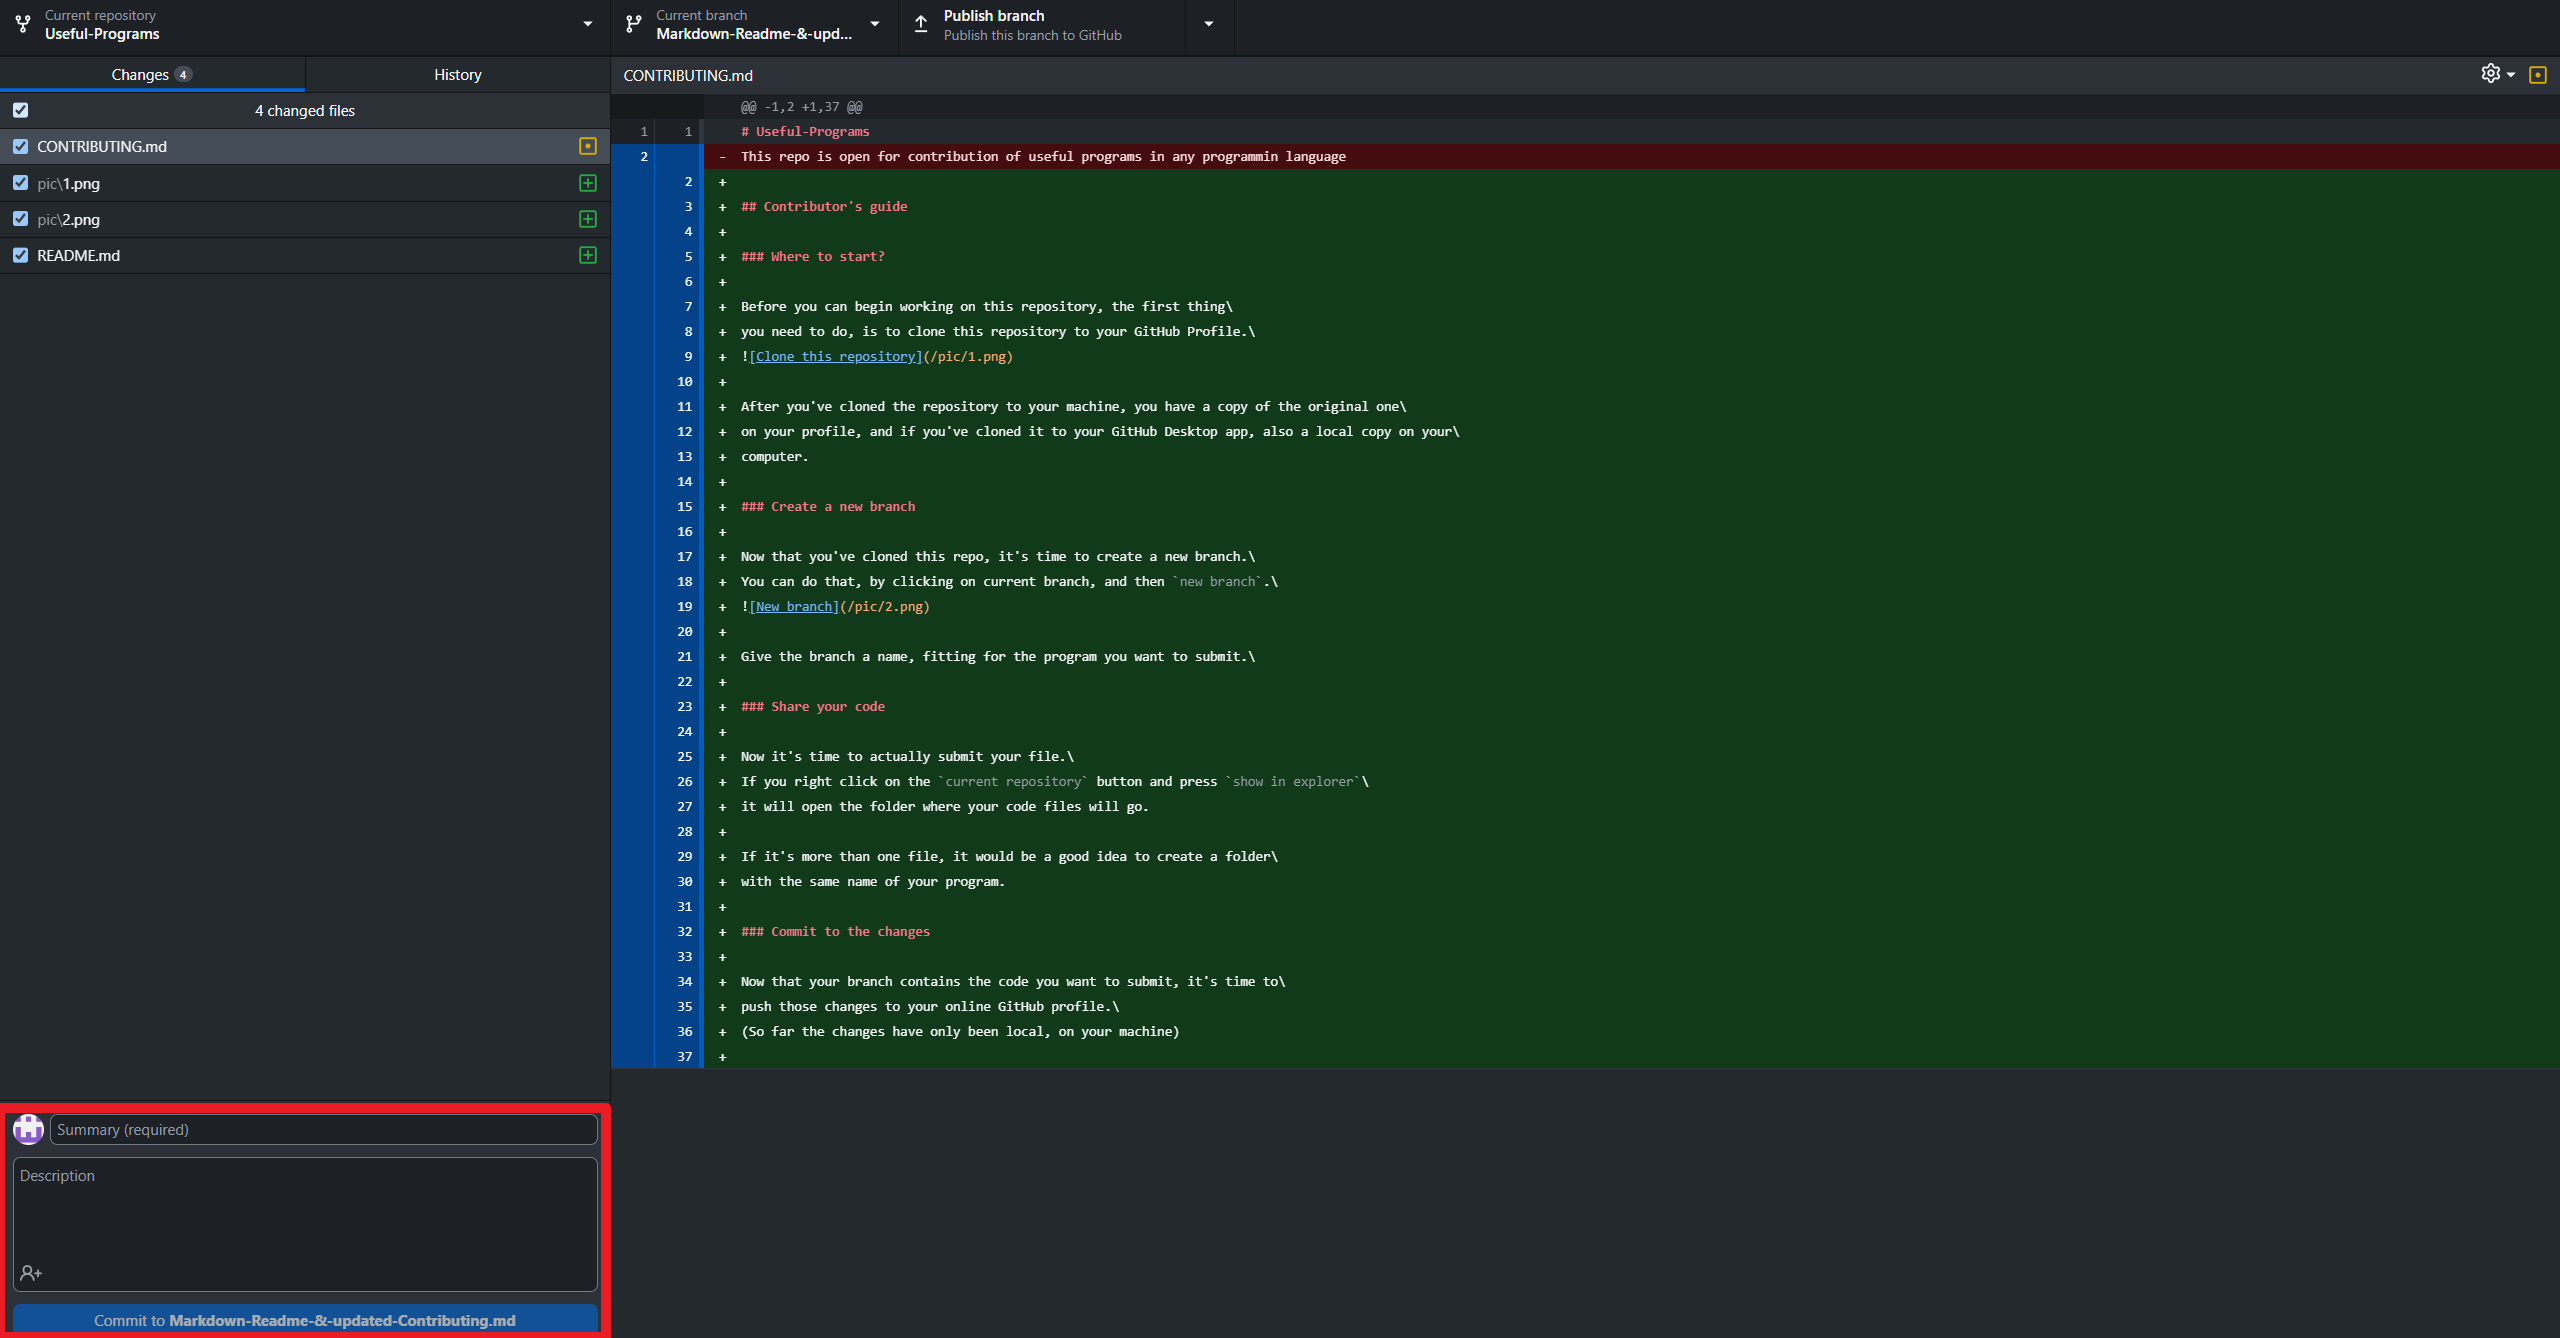 Current repository
Useful-Programs
Current branch
Markdown-Readme-&-upd...
Publish branch
Publish this branch to GitHub
Changes 4
History
4 changed files
CONTRIBUTING.md
pic\1.png
pic\2.png
README.md
CONTRIBUTING.md
@@ -1,2 +1,37 @@
1 1 # Useful-Programs
2 - This repo is open for contribution of useful programs in any programmin language
2 +
3 + ## Contributor's guide
4 +
5 + ### Where to start?
6 +
7 + Before you can begin working on this repository, the first thing\
8 + you need to do, is to clone this repository to your GitHub Profile.\
9 + ![Clone this repository](/pic/1.png)
10 +
11 + After you've cloned the repository to your machine, you have a copy of the original one\
12 + on your profile, and if you've cloned it to your GitHub Desktop app, also a local copy on your\
13 + computer.
14 +
15 + ### Create a new branch
16 +
17 + Now that you've cloned this repo, it's time to create a new branch.\
18 + You can do that, by clicking on current branch, and then `new branch`.\
19 + ![New branch](/pic/2.png)
20 +
21 + Give the branch a name, fitting for the program you want to submit.\
22 +
23 + ### Share your code
24 +
25 + Now it's time to actually submit your file.\
26 + If you right click on the `current repository` button and press `show in explorer`\
27 + it will open the folder where your code files will go.
28 +
29 + If it's more than one file, it would be a good idea to create a folder\
30 + with the same name of your program.
31 +
32 + ### Commit to the changes
33 +
34 + Now that your branch contains the code you want to submit, it's time to\
35 + push those changes to your online GitHub profile.\
36 + (So far the changes have only been local, on your machine)
37 +
Summary (required)
Description
Commit to Markdown-Readme-&-updated-Contributing.md